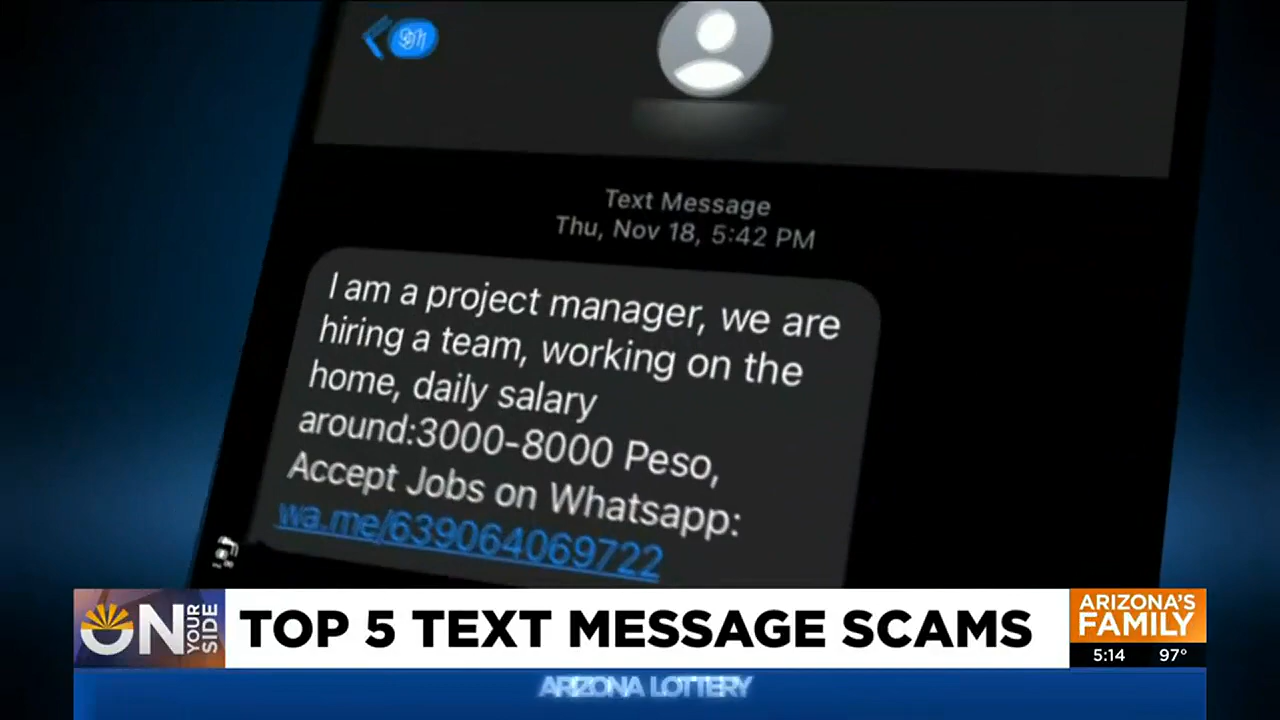 Text Message
Thu, Nov 18, 5:42 PM
I am a project manager, we are
hiring a team, working on the
home, daily salary
around:3000-8000 Peso,
Accept Jobs on Whatsapp:
wa.me/639064069722
ON YOUR SIDE
TOP 5 TEXT MESSAGE SCAMS
ARIZONA'S
FAMILY
5:14 97°
ARIZONA LOTTERY